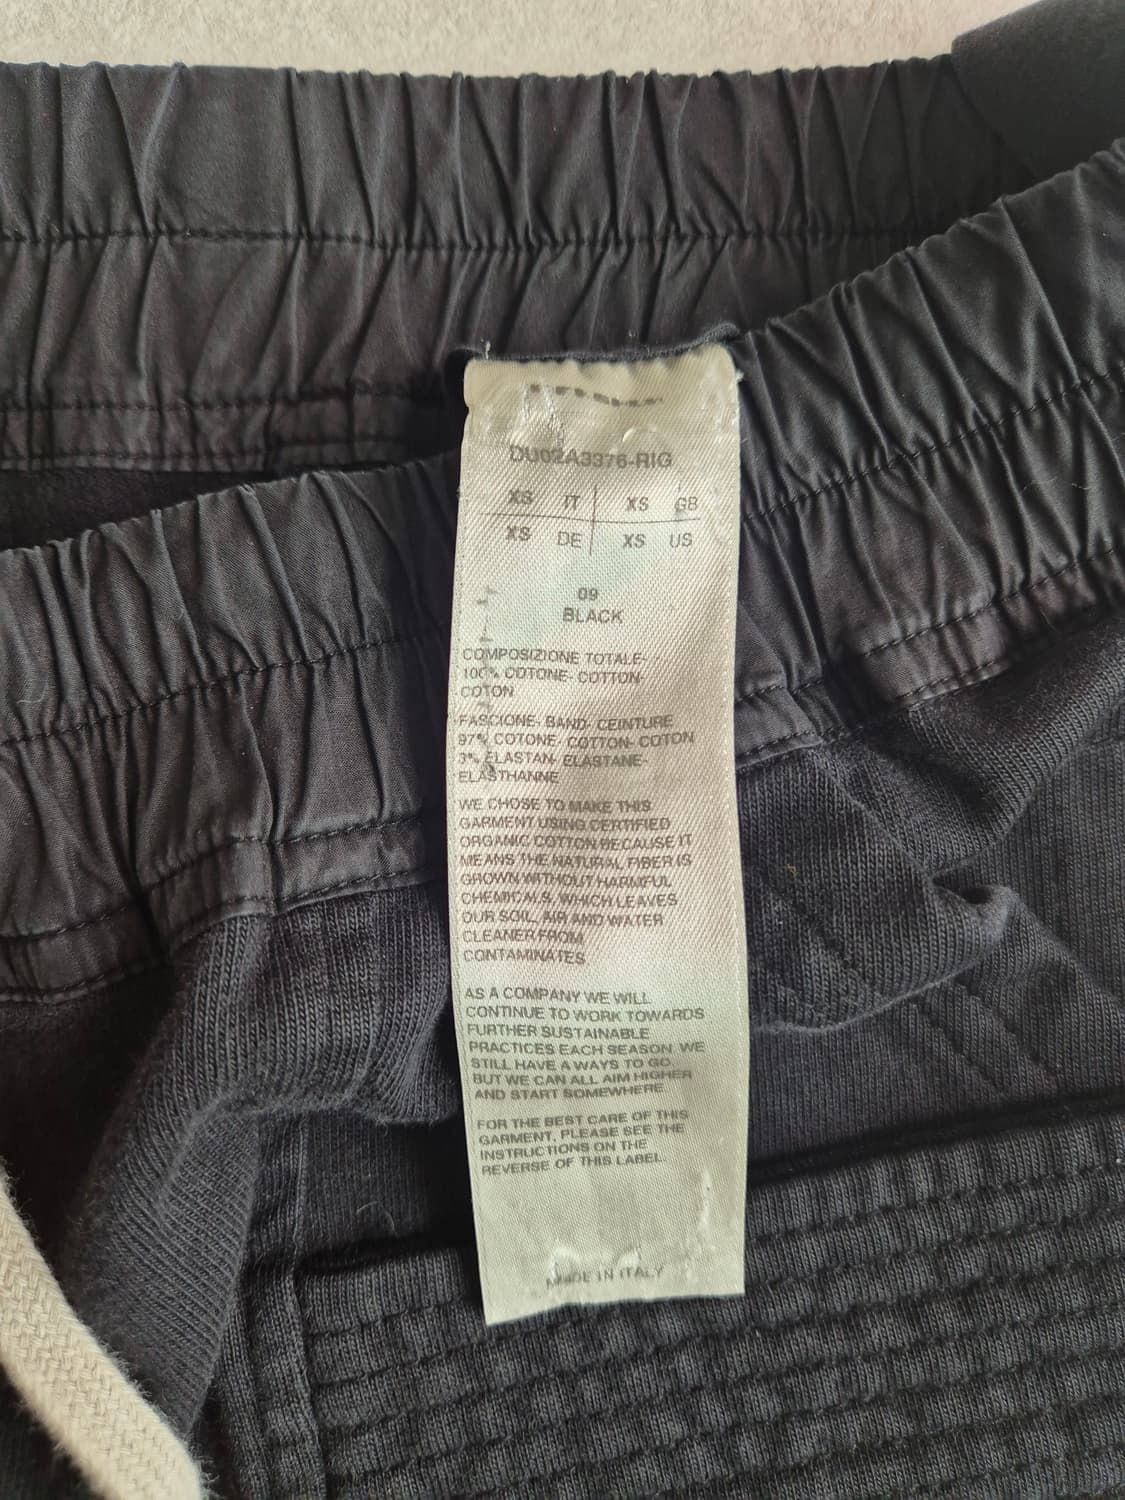 DU02A3376-RIG
XS IT XS GB
XS DE XS US
09
BLACK
COMPOSIZIONE TOTALE-
100% COTONE- COTTON-
COTON
FASCIONE- BAND- CEINTURE
97% COTONE- COTTON- COTON
3% ELASTAN- ELASTANE-
ELASTHANNE
WE CHOSE TO MAKE THIS
GARMENT USING CERTIFIED
ORGANIC COTTON BECAUSE IT
MEANS THE NATURAL FIBER IS
GROWN WITHOUT HARMFUL
CHEMICALS, WHICH LEAVES
OUR SOIL, AIR AND WATER
CLEANER FROM
CONTAMINATES
AS A COMPANY WE WILL
CONTINUE TO WORK TOWARDS
FURTHER SUSTAINABLE
PRACTICES EACH SEASON. WE
STILL HAVE A WAYS TO GO
BUT WE CAN ALL AIM HIGHER
AND START SOMEWHERE
FOR THE BEST CARE OF THIS
GARMENT, PLEASE SEE THE
INSTRUCTIONS ON THE
REVERSE OF THIS LABEL.
MADE IN ITALY